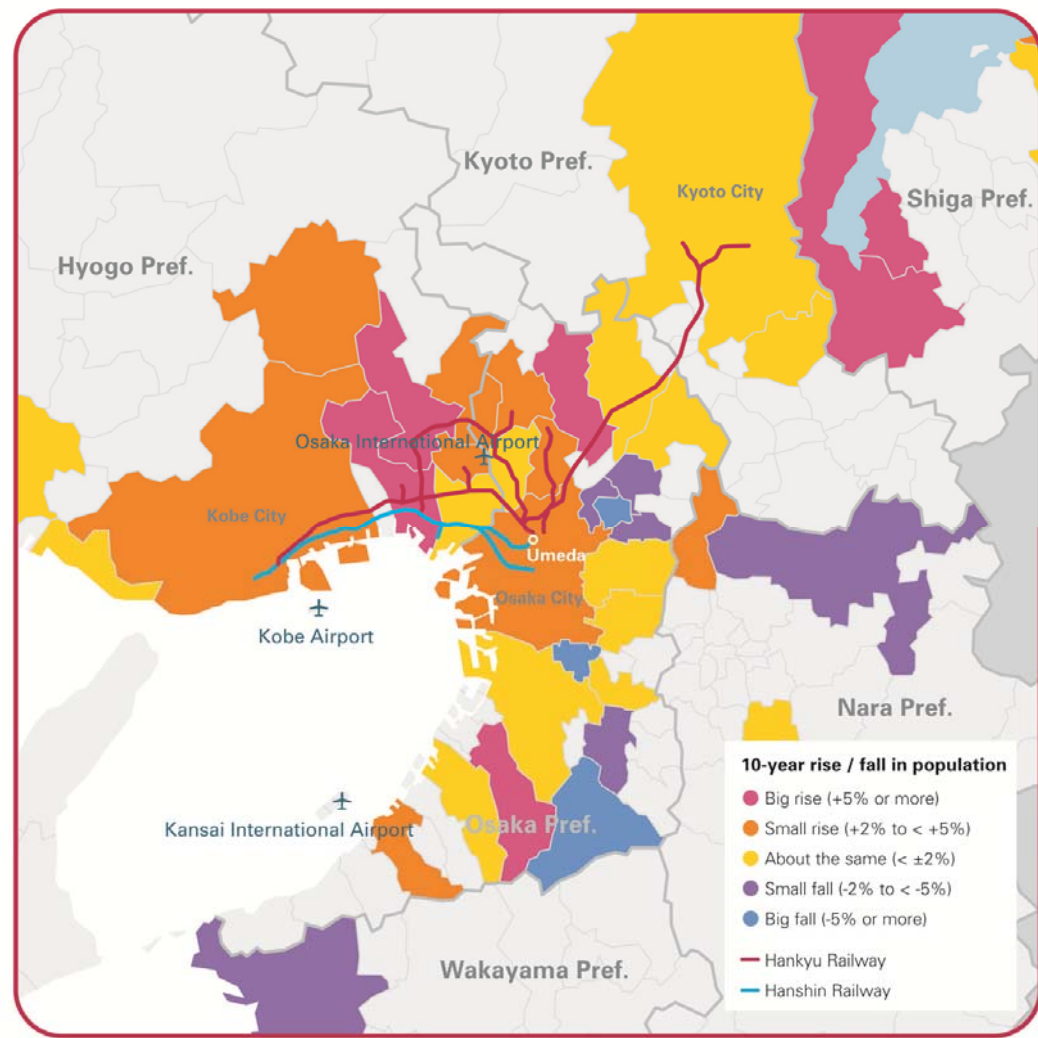 Kyoto Pref.
Kyoto City
Shiga Pref.
Hyogo Pref.
Osaka International Airport
Kobe City
Umeda
Osaka City
Kobe Airport
Nara Pref.
Kansai International Airport
Osaka Pref.
Wakayama Pref.
10-year rise / fall in population
Big rise (+5% or more)
Small rise (+2% to < +5%)
About the same (< ±2%)
Small fall (-2% to < -5%)
Big fall (-5% or more)
Hankyu Railway
Hanshin Railway